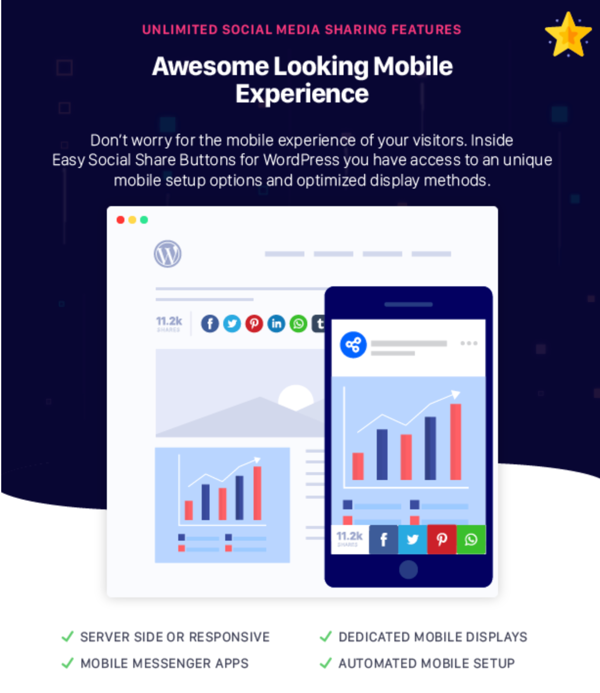 UNLIMITED SOCIAL MEDIA SHARING FEATURES
Awesome Looking Mobile
Experience
Don't worry for the mobile experience of your visitors. Inside
Easy Social Share Buttons for WordPress you have access to an unique
mobile setup options and optimized display methods.
11.2k
SHARES
11.2k
SHARE
SERVER SIDE OR RESPONSIVE
DEDICATED MOBILE DISPLAYS
MOBILE MESSENGER APPS
AUTOMATED MOBILE SETUP